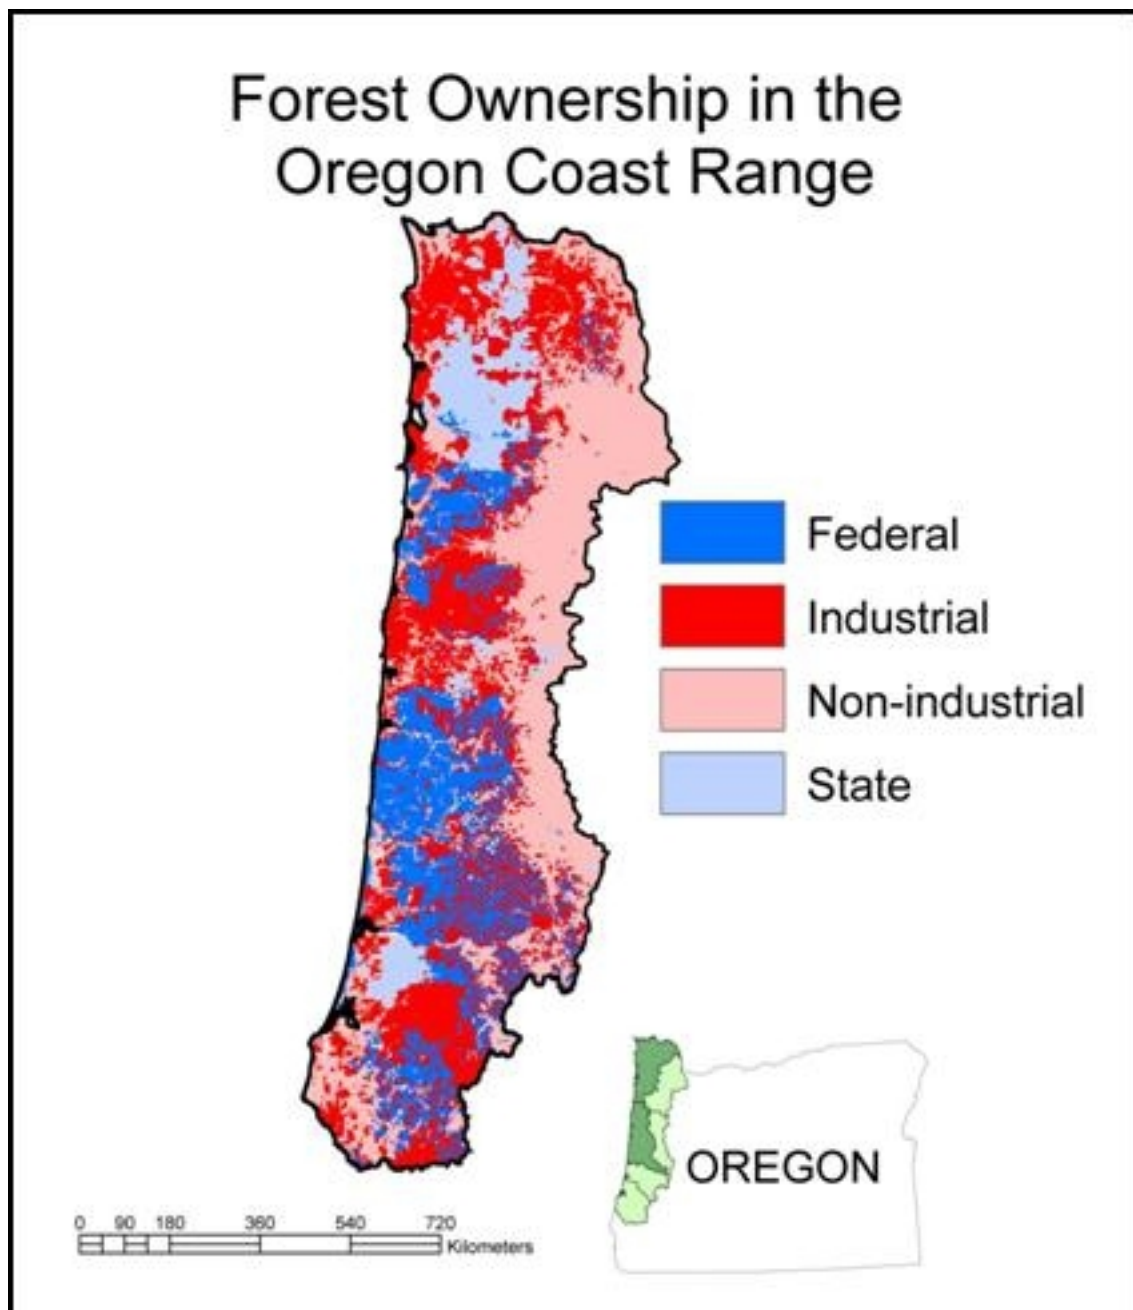 Forest Ownership in the
Oregon Coast Range
Federal
Industrial
Non-industrial
State
OREGON
0 90 180 360 540 720
Kilometers